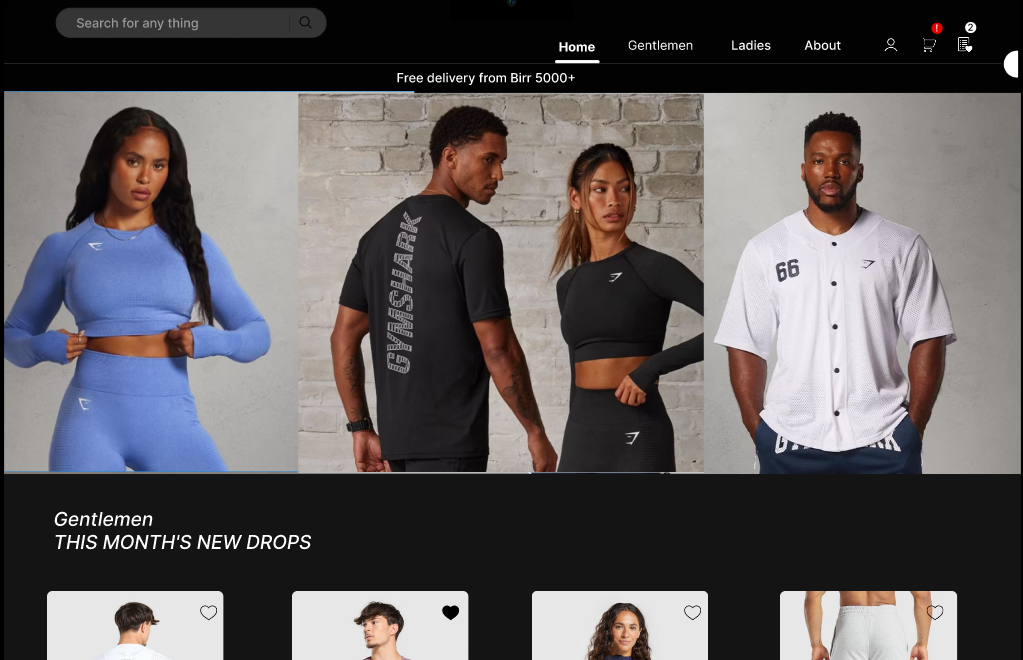 Search for any thing
Home
Gentlemen
Ladies
About
!
2
Free delivery from Birr 5000+
GYMSHARK
66
Gentlemen
THIS MONTH'S NEW DROPS